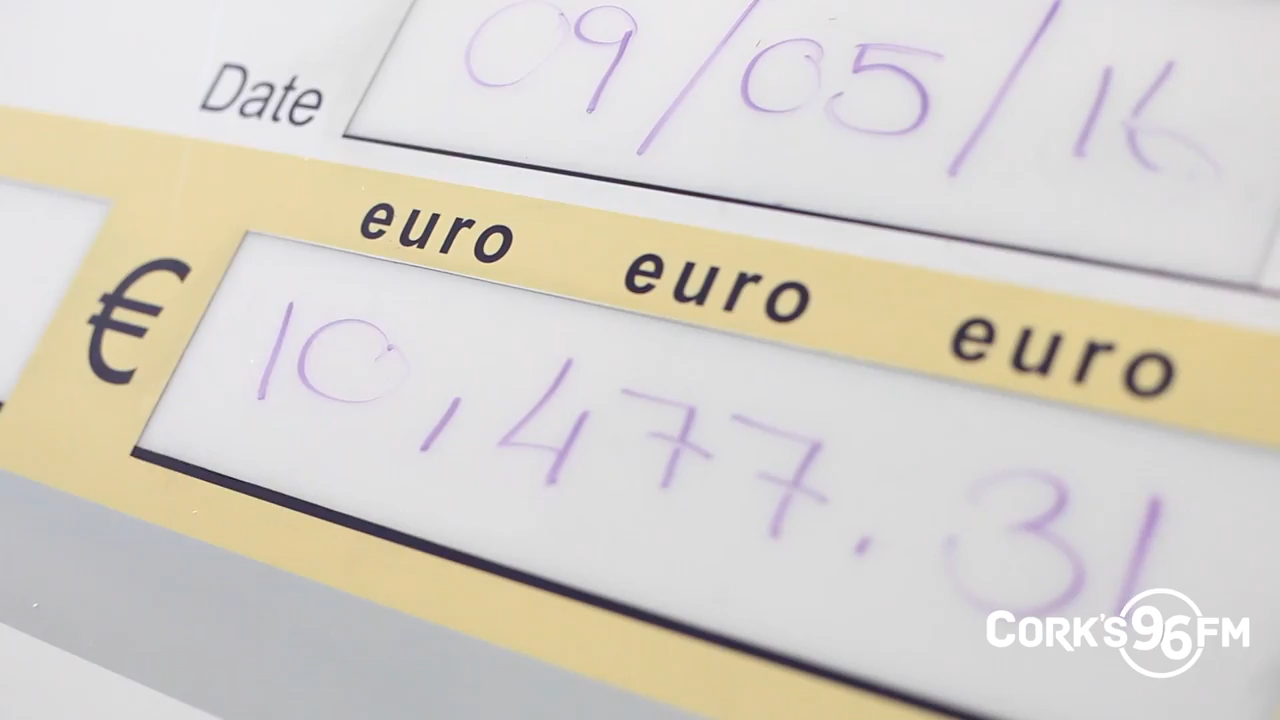 Date 09/05/16
euro euro euro
€ 10,477.31
CORK'S 96FM